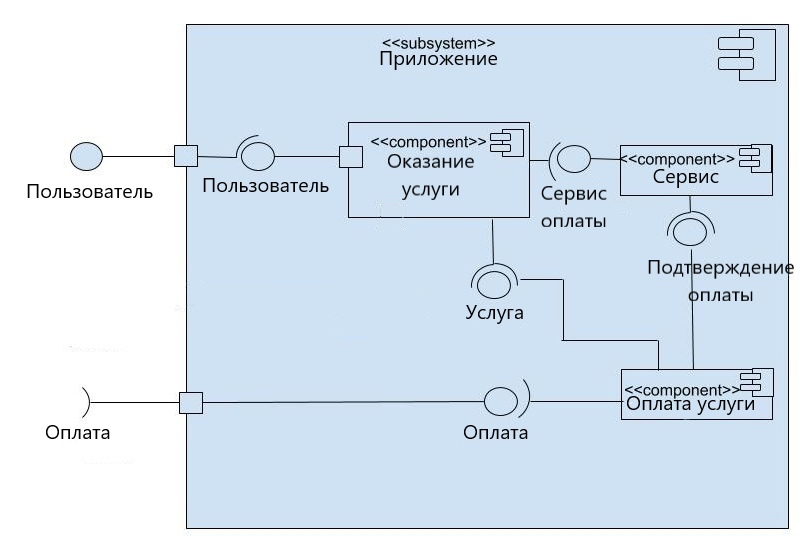 <<subsystem>>
Приложение
<<component>>
Оказание
услуги
<<component>>
Сервис
Пользователь
Пользователь
Сервис
оплаты
Подтверждение
оплаты
Услуга
<<component>>
Оплата услуги
Оплата
Оплата